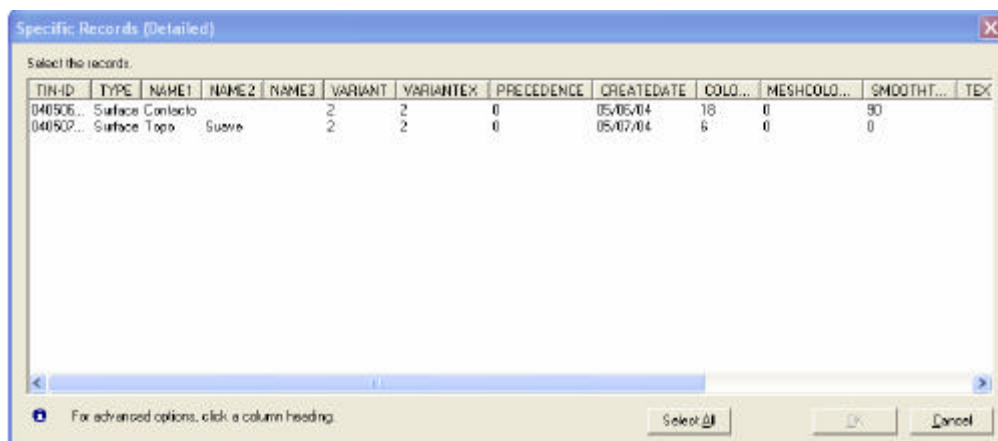 Specific Records (Detailed)
Select the records.
TIN-ID TYPE NAME1 NAME2 NAME3 VARIANT VARIANTEX PRECEDENCE CREATEDATE COLO... MESHCOLO... SMOOTHT... TEX
040506... Surface Contacto 2 2 0 05/06/04 18 0 90
040507... Surface Topo Suave 2 2 0 05/07/04 6 0 0
For advanced options, click a column heading.
Select All OK Cancel